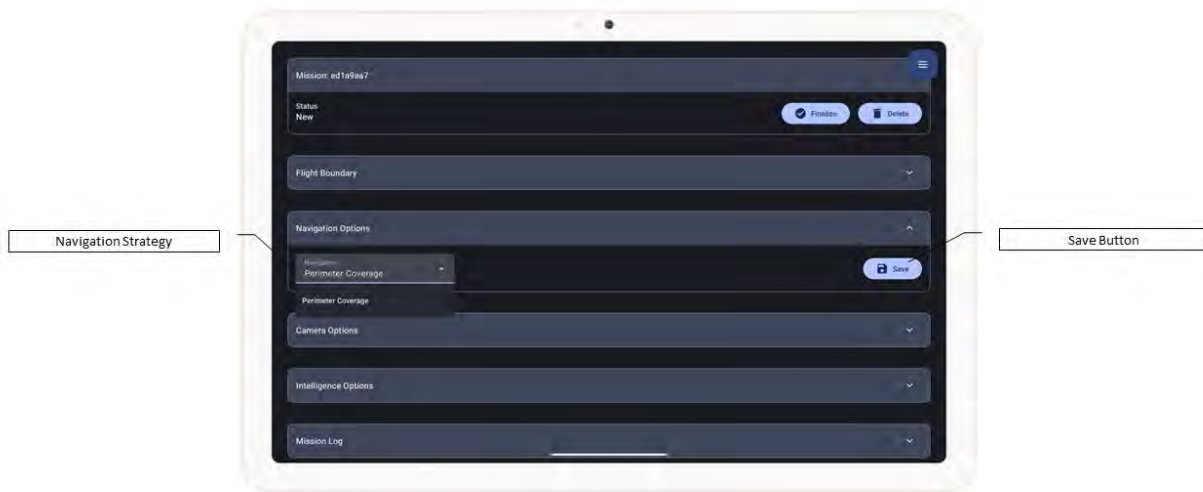 Mission: ed1a9aa7
Status
New
Finalize
Delete
Flight Boundary
Navigation Options
Navigation Strategy
Save Button
Navigation
Perimeter Coverage
Save
Perimeter Coverage
Camera Options
Intelligence Options
Mission Log